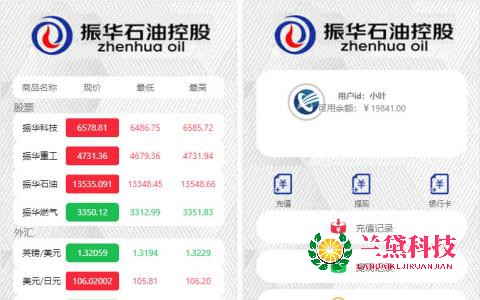 振华石油控股
zhenhua oil
商品名称 现价 最低 最高
股票
振华科技 6578.81 6486.75 6585.72
振华重工 4731.36 4679.36 4731.94
振华石油 13535.091 13348.45 13548.66
振华燃气 3350.12 3312.99 3351.83
外汇
英镑/美元 1.32059 1.3194 1.3229
美元/日元 106.02002 105.81 106.20
振华石油控股
zhenhua oil
用户id：小叶
可用余额：￥19841.00
充值 提现 银行卡
充值记录
兰黛科技
LANDAIKEJIRUANJIAN